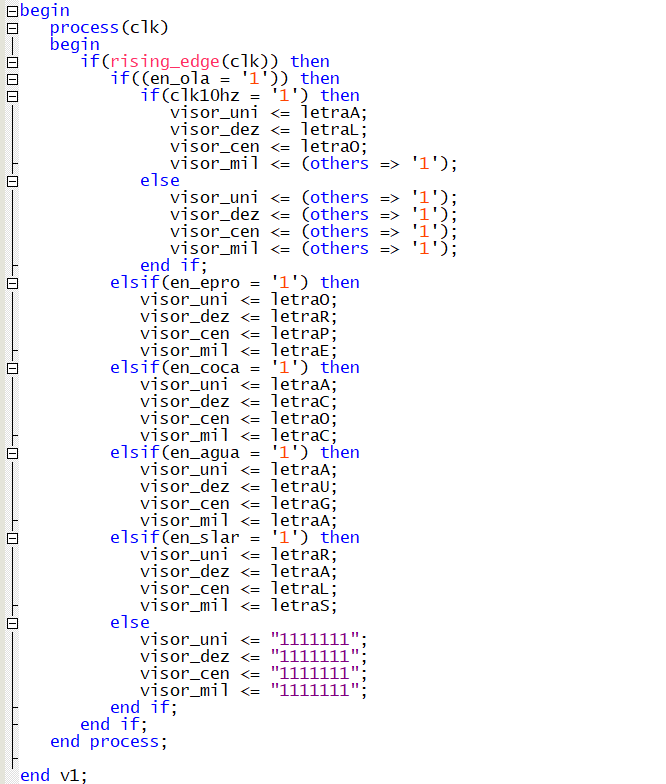 begin
process(clk)
begin
if(rising_edge(clk)) then
if((en_ola = '1')) then
if(clk10hz = '1') then
visor_uni <= letraA;
visor_dez <= letraL;
visor_cen <= letraO;
visor_mil <= (others => '1');
else
visor_uni <= (others => '1');
visor_dez <= (others => '1');
visor_cen <= (others => '1');
visor_mil <= (others => '1');
end if;
elsif(en_epro = '1') then
visor_uni <= letraO;
visor_dez <= letraR;
visor_cen <= letraP;
visor_mil <= letraE;
elsif(en_coca = '1') then
visor_uni <= letraA;
visor_dez <= letraC;
visor_cen <= letraO;
visor_mil <= letraC;
elsif(en_agua = '1') then
visor_uni <= letraA;
visor_dez <= letraU;
visor_cen <= letraG;
visor_mil <= letraA;
elsif(en_slar = '1') then
visor_uni <= letraR;
visor_dez <= letraA;
visor_cen <= letraL;
visor_mil <= letraS;
else
visor_uni <= "1111111";
visor_dez <= "1111111";
visor_cen <= "1111111";
visor_mil <= "1111111";
end if;
end if;
end process;
end v1;